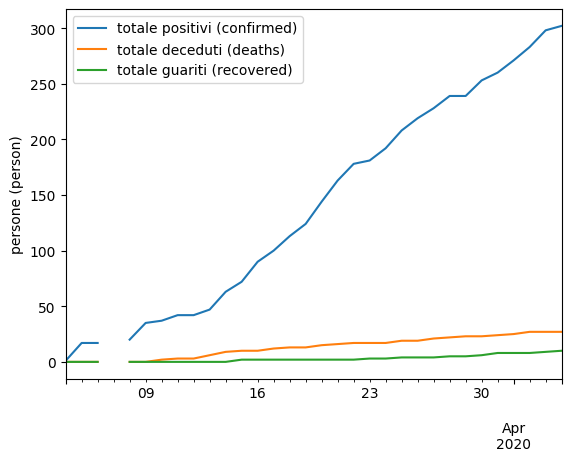 totale positivi (confirmed)
totale deceduti (deaths)
totale guariti (recovered)
persone (person)
300
250
200
150
100
50
0
09
16
23
30
Apr
2020